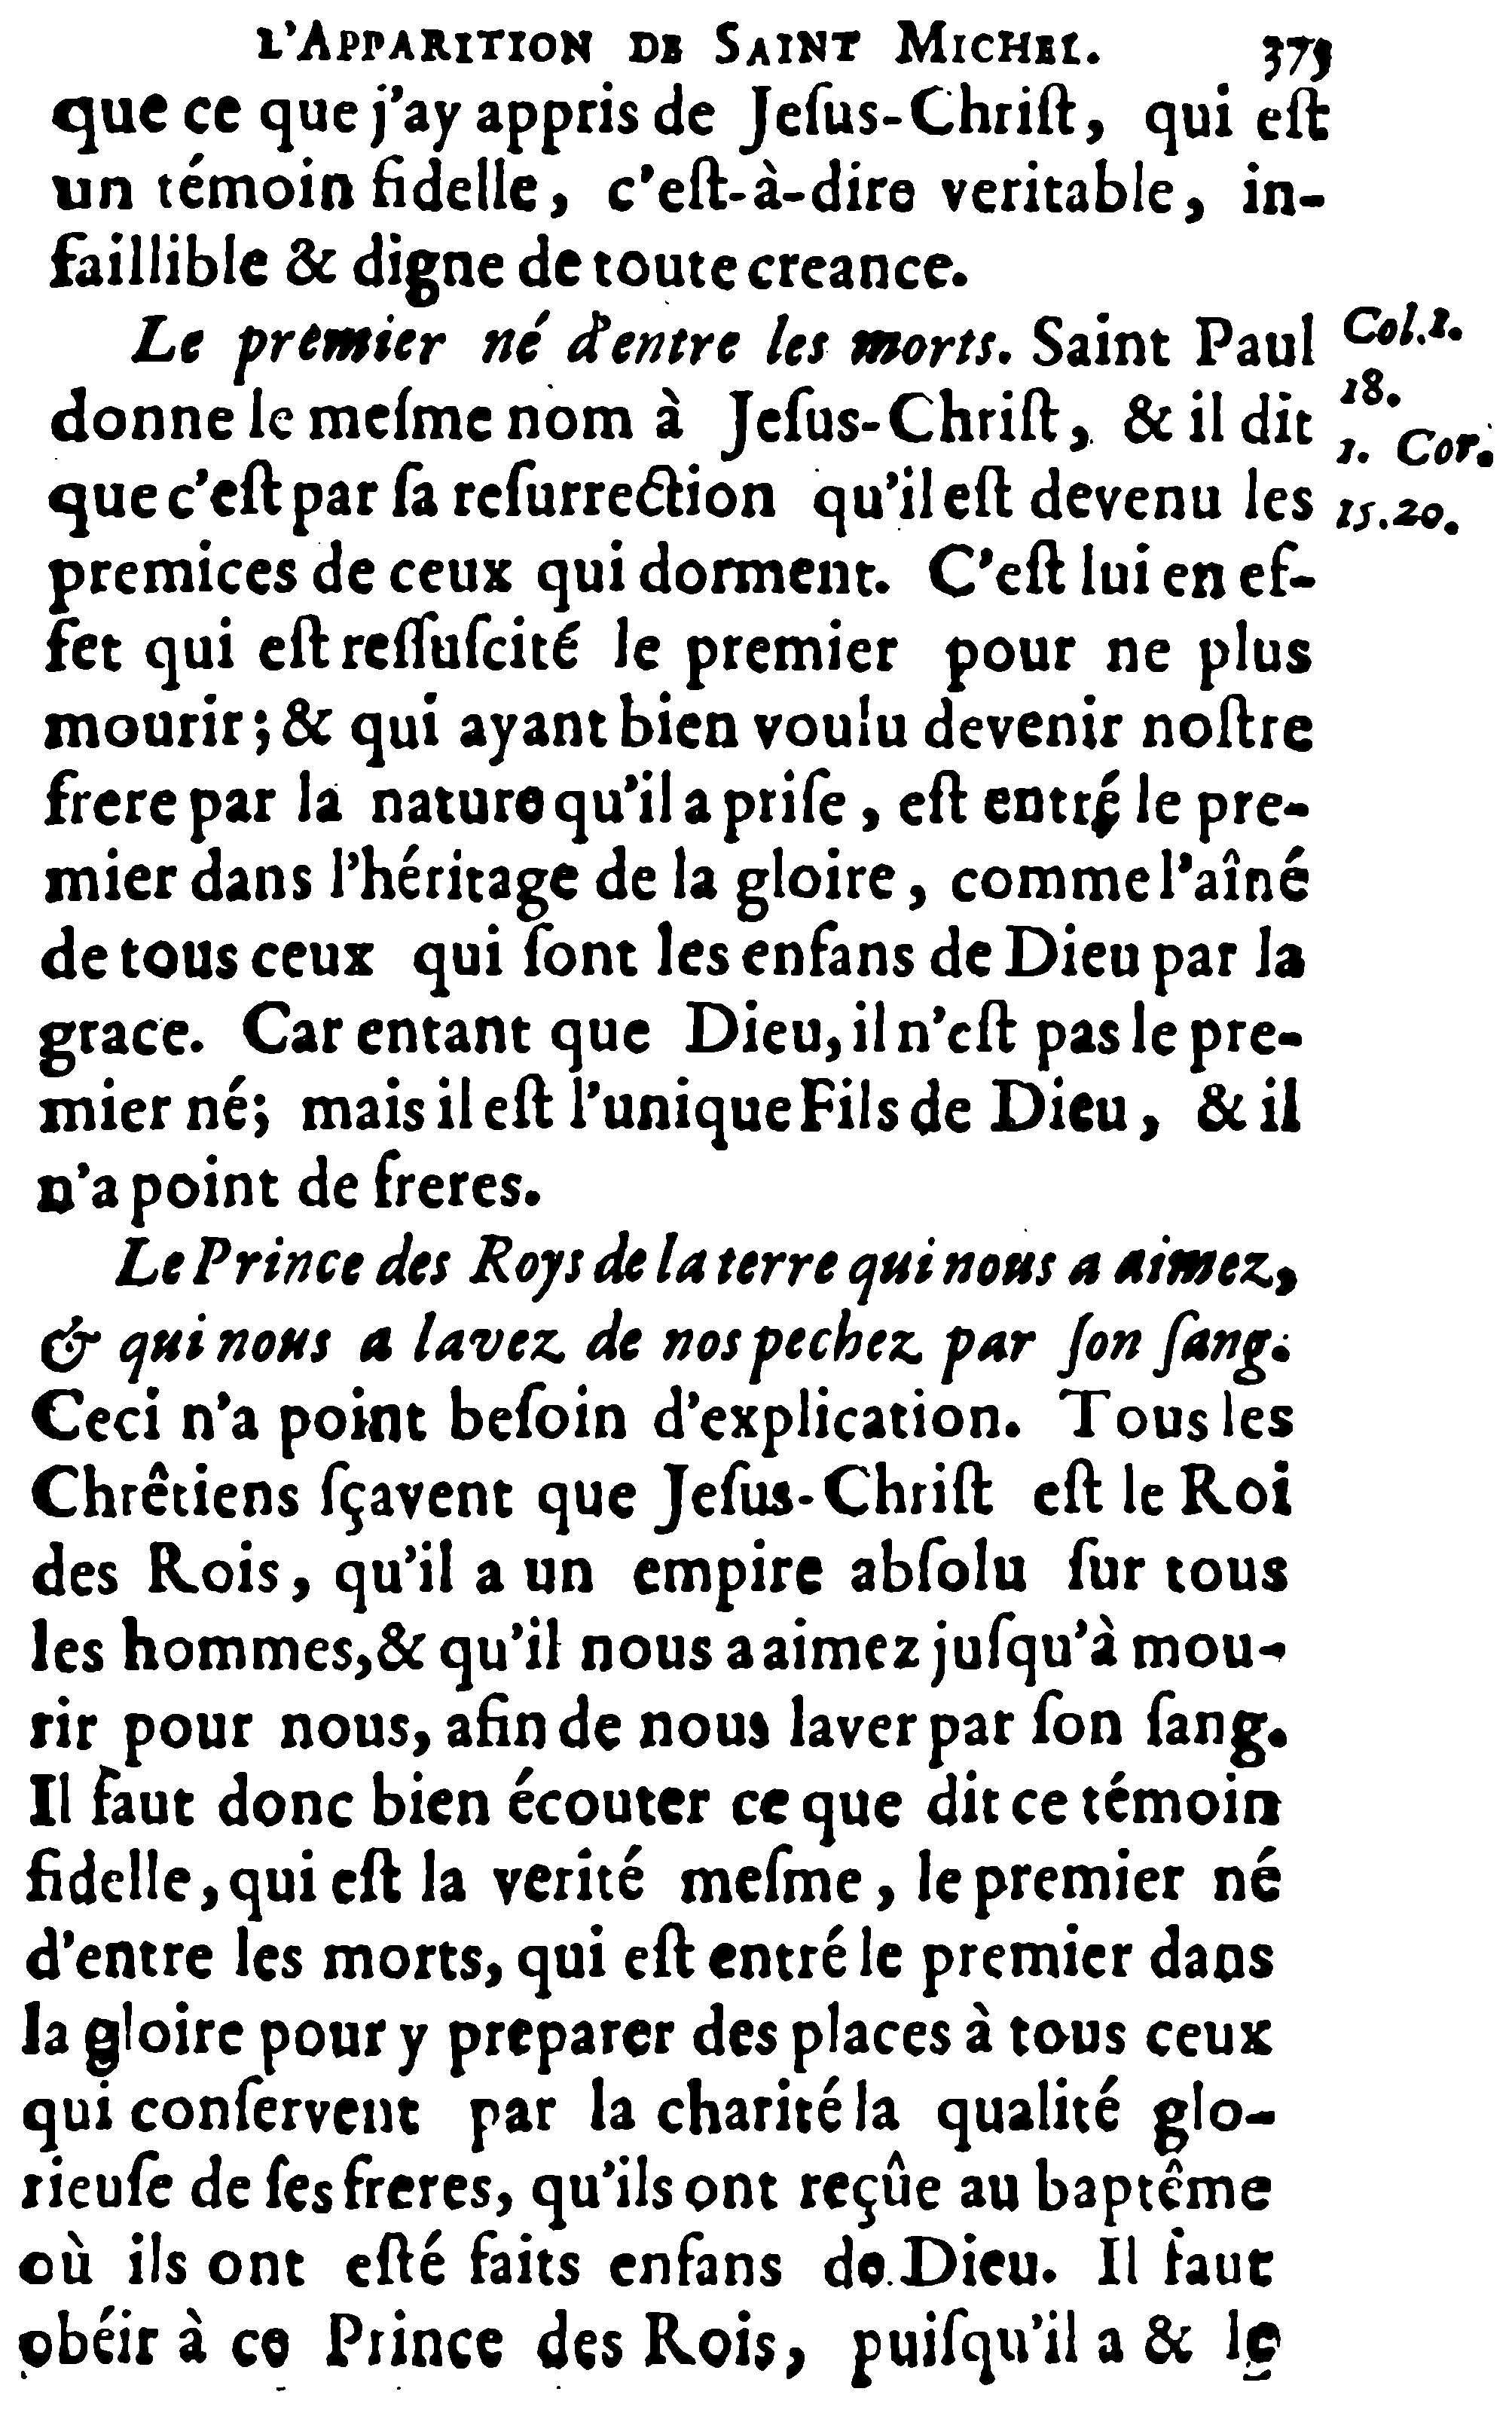 L'APPARITION DE SAINT MICHEL. 375
que ce que j'ay appris de Jeſus-Chriſt, qui eſt
un témoin fidelle, c'eſt-à-dire veritable, in-
faillible & digne de toute creance.
Le premier né d'entre les morts. Saint Paul
Col. 1.
18.
donne le meſme nom à Jeſus-Chriſt, & il dit
1. Cor.
que c'eſt par ſa reſurrection qu'il eſt devenu les
15. 20.
premices de ceux qui dorment. C'eſt lui en ef-
fet qui eſt reſſuſcité le premier pour ne plus
mourir; & qui ayant bien voulu devenir noſtre
frere par la nature qu'il a priſe, eſt entré le pre-
mier dans l'héritage de la gloire, comme l'aîné
de tous ceux qui ſont les enfans de Dieu par la
grace. Car entant que Dieu, il n'eſt pas le pre-
mier né; mais il eſt l'unique Fils de Dieu, & il
n'a point de freres.
Le Prince des Roys de la terre qui nous a aimez,
& qui nous a lavez de nos pechez par ſon ſang.
Ceci n'a point beſoin d'explication. Tous les
Chrêtiens ſçavent que Jeſus-Chriſt eſt le Roi
des Rois, qu'il a un empire abſolu ſur tous
les hommes, & qu'il nous a aimez juſqu'à mou-
rir pour nous, afin de nous laver par ſon ſang.
Il faut donc bien écouter ce que dit ce témoin
fidelle, qui eſt la verité meſme, le premier né
d'entre les morts, qui eſt entré le premier dans
la gloire pour y preparer des places à tous ceux
qui conſervent par la charité la qualité glo-
rieuſe de ſes freres, qu'ils ont reçûe au baptême
où ils ont eſté faits enfans de Dieu. Il faut
obéir à ce Prince des Rois, puiſqu'il a & le